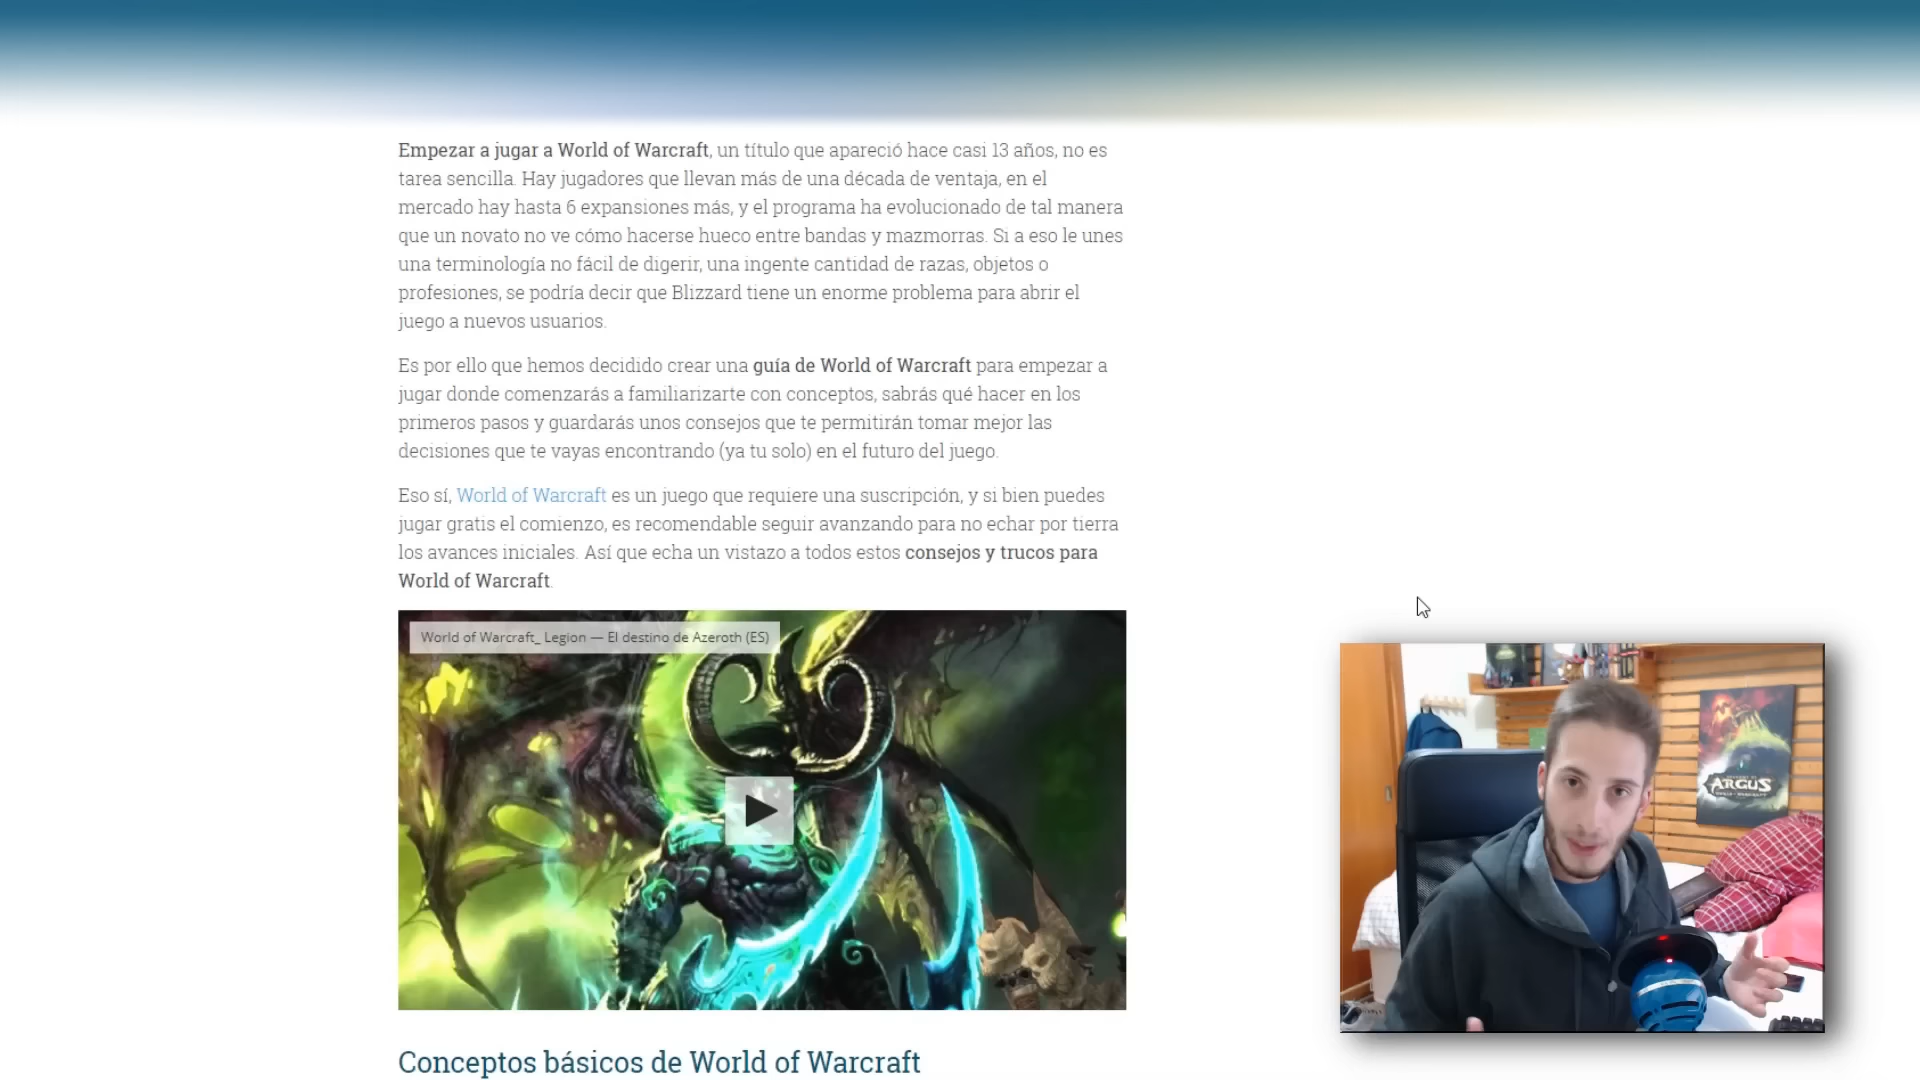 Empezar a jugar a World of Warcraft, un título que apareció hace casi 13 años, no es
tarea sencilla. Hay jugadores que llevan más de una década de ventaja, en el
mercado hay hasta 6 expansiones más, y el programa ha evolucionado de tal manera
que un novato no ve cómo hacerse hueco entre bandas y mazmorras. Si a eso le unes
una terminología no fácil de digerir, una ingente cantidad de razas, objetos o
profesiones, se podría decir que Blizzard tiene un enorme problema para abrir el
juego a nuevos usuarios.
Es por ello que hemos decidido crear una guía de World of Warcraft para empezar a
jugar donde comenzarás a familiarizarte con conceptos, sabrás qué hacer en los
primeros pasos y guardarás unos consejos que te permitirán tomar mejor las
decisiones que te vayas encontrando (ya tu solo) en el futuro del juego.
Eso sí, World of Warcraft es un juego que requiere una suscripción, y si bien puedes
jugar gratis el comienzo, es recomendable seguir avanzando para no echar por tierra
los avances iniciales. Así que echa un vistazo a todos estos consejos y trucos para
World of Warcraft.
World of Warcraft_ Legion — El destino de Azeroth (ES)
ARGUS
Conceptos básicos de World of Warcraft